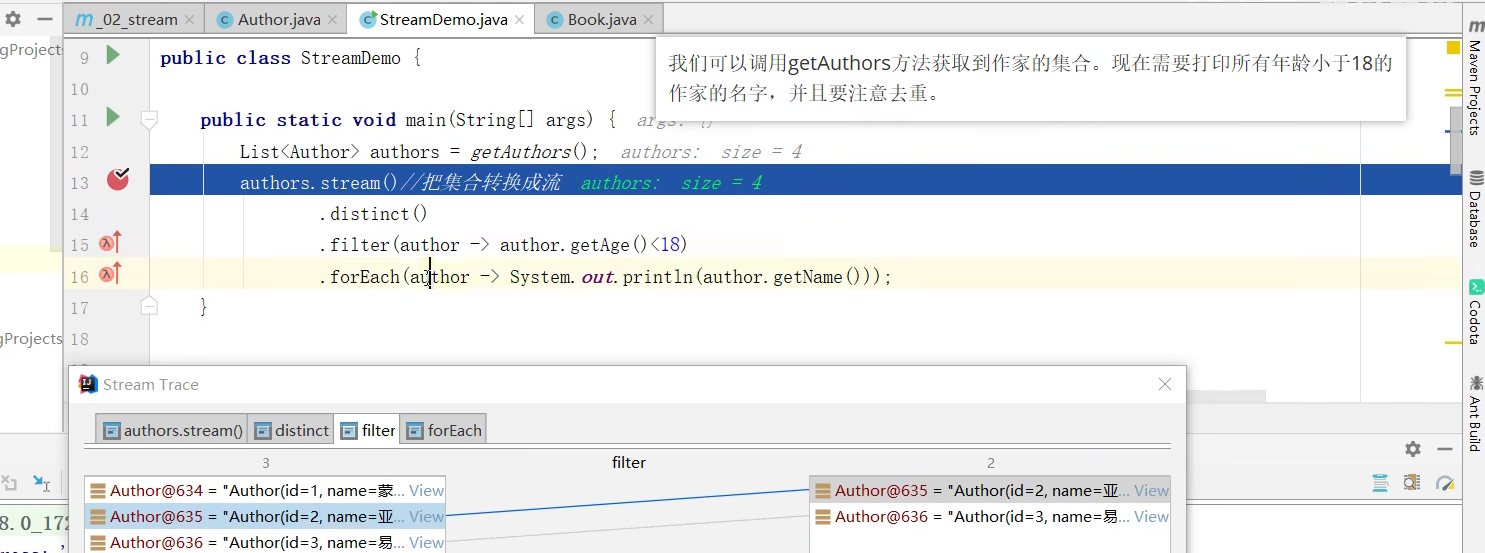 _02_stream
Author.java
StreamDemo.java
Book.java
gProject
我们可以调用getAuthors方法获取到作家的集合。现在需要打印所有年龄小于18的
作家的名字，并且要注意去重。
9 public class StreamDemo {
10
11 public static void main(String[] args) { args: {}
12 List<Author> authors = getAuthors(); authors: size = 4
13 authors.stream()//把集合转换成流 authors: size = 4
14 .distinct()
15 .filter(author -> author.getAge()<18)
16 .forEach(author -> System.out.println(author.getName()));
17 }
18
gProjects
Maven Projects
Database
Codota
Ant Build
Stream Trace
authors.stream()
distinct
filter
forEach
3 filter 2
Author@634 = "Author(id=1, name=蒙... View
Author@635 = "Author(id=2, name=亚... View
Author@636 = "Author(id=3, name=易... View
Author@635 = "Author(id=2, name=亚... View
Author@636 = "Author(id=3, name=易... View
8.0_172